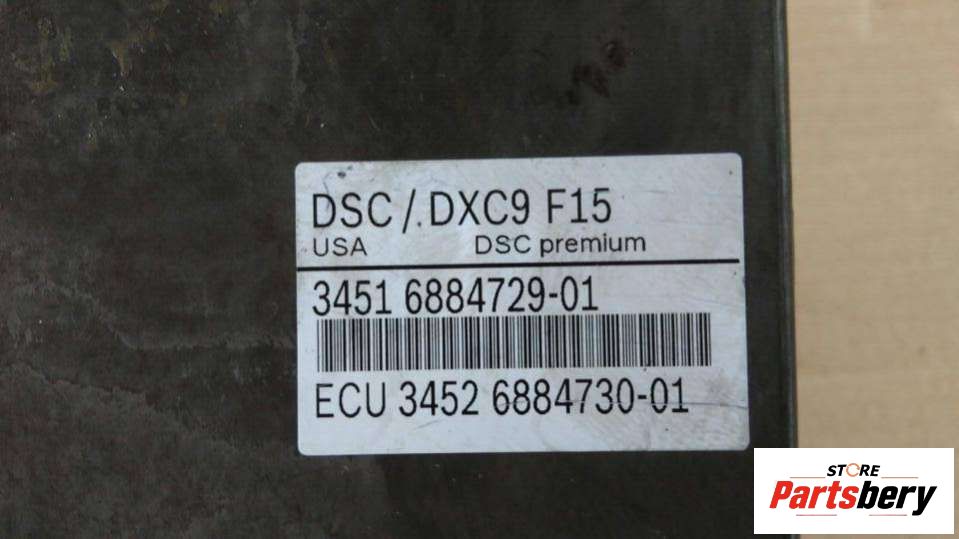 DSC /. DXC9 F15
USA DSC premium
3451 6884729-01
ECU 3452 6884730-01
STORE
Partsbery